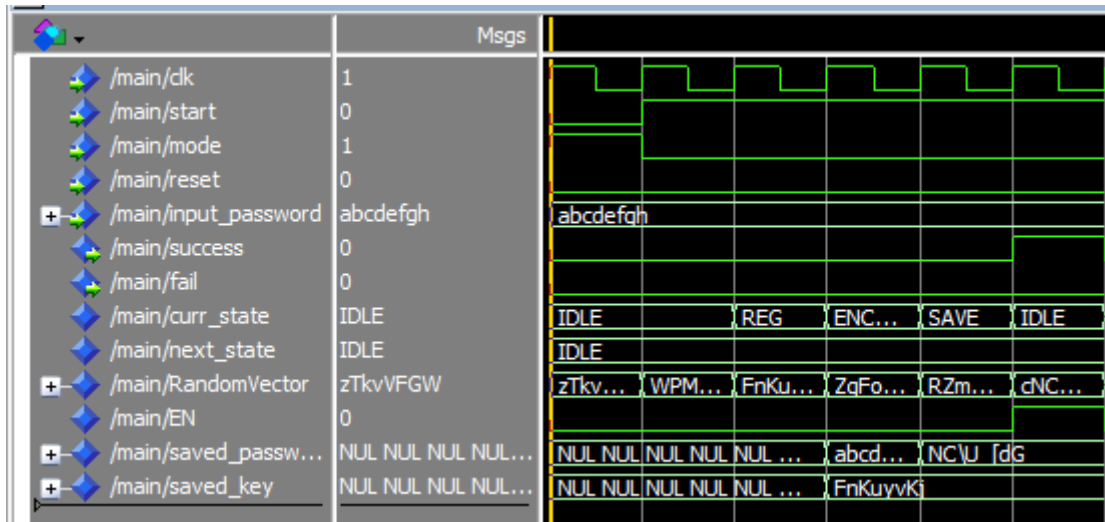 Msgs
/main/clk 1
/main/start 0
/main/mode 1
/main/reset 0
/main/input_password abcdefgh abcdefgh
/main/success 0
/main/fail 0
/main/curr_state IDLE IDLE REG ENC... SAVE IDLE
/main/next_state IDLE IDLE
/main/RandomVector zTkvVFGW zTkv... WPM... FnKu... ZqFo... RZm... cNC...
/main/EN 0
/main/saved_passw... NUL NUL NUL NUL... NUL NUL NUL NUL NUL ... abcd... NC\U_[dG
/main/saved_key NUL NUL NUL NUL... NUL NUL NUL NUL NUL ... FnKuyvKj